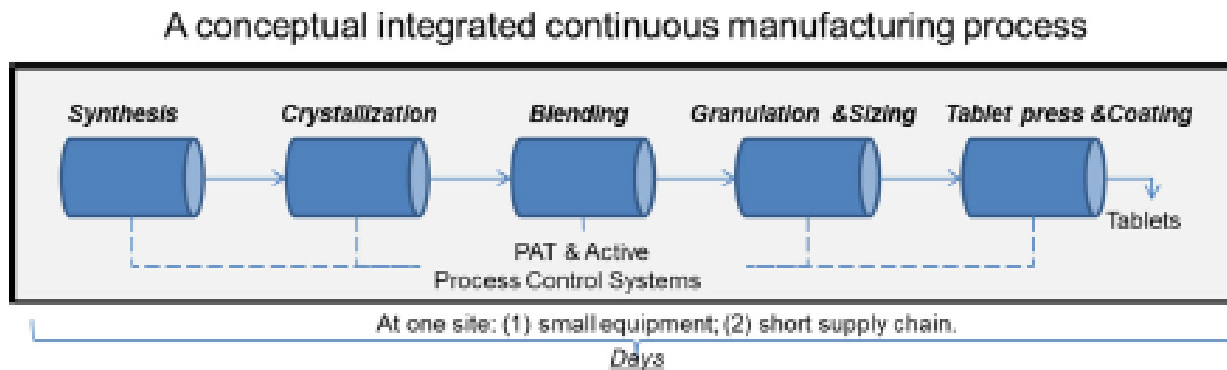 A conceptual integrated continuous manufacturing process
Synthesis
Crystallization
Blending
Granulation &Sizing
Tablet press &Coating
Tablets
PAT & Active
Process Control Systems
At one site: (1) small equipment; (2) short supply chain.
Days